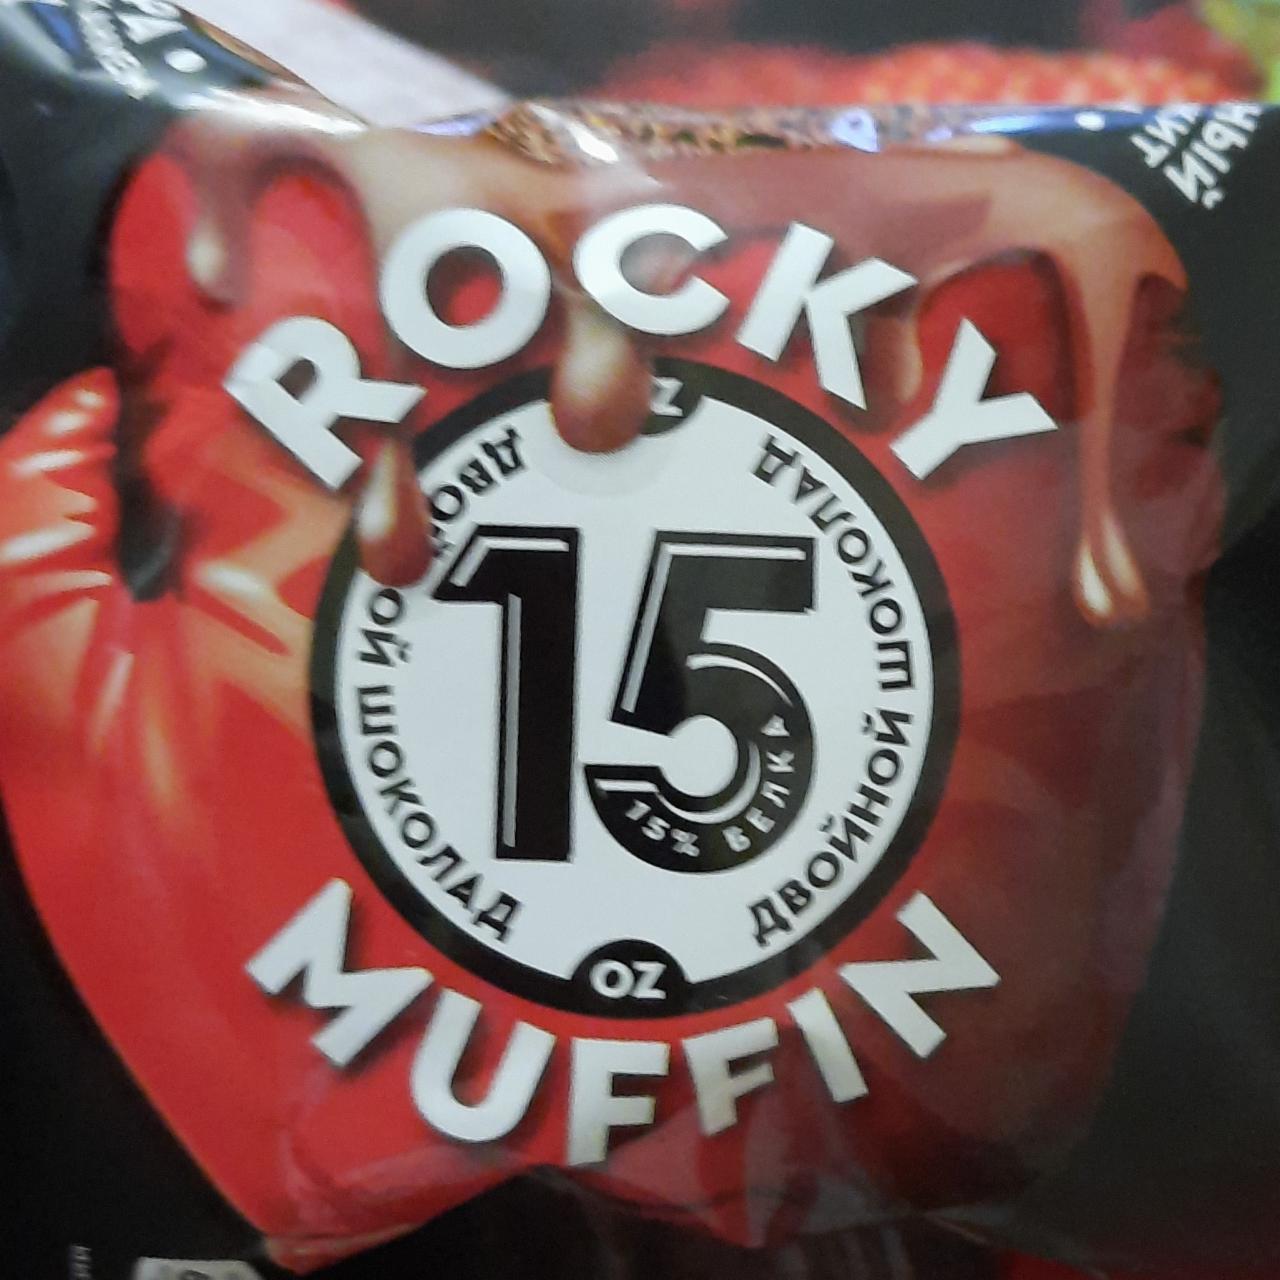 ROCKY
ДВОЙНОЙ ШОКОЛАД
15
15% БЕЛКА
ДВОЙНОЙ ШОКОЛАД
OZ
MUFFIN